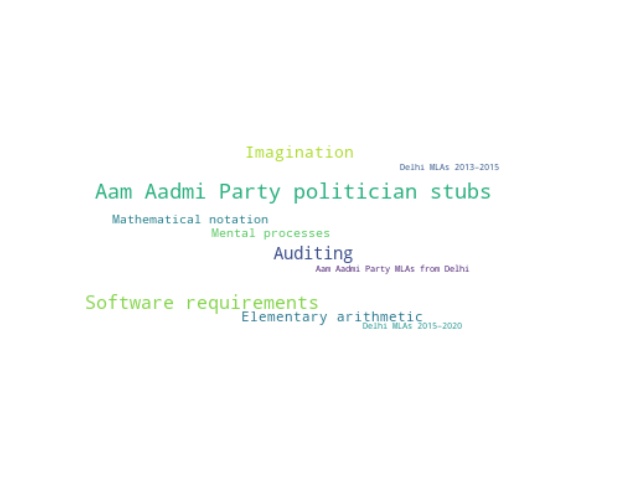 Imagination
Delhi MLAs 2013–2015
Aam Aadmi Party politician stubs
Mathematical notation
Mental processes
Auditing
Aam Aadmi Party MLAs from Delhi
Software requirements
Elementary arithmetic
Delhi MLAs 2015–2020